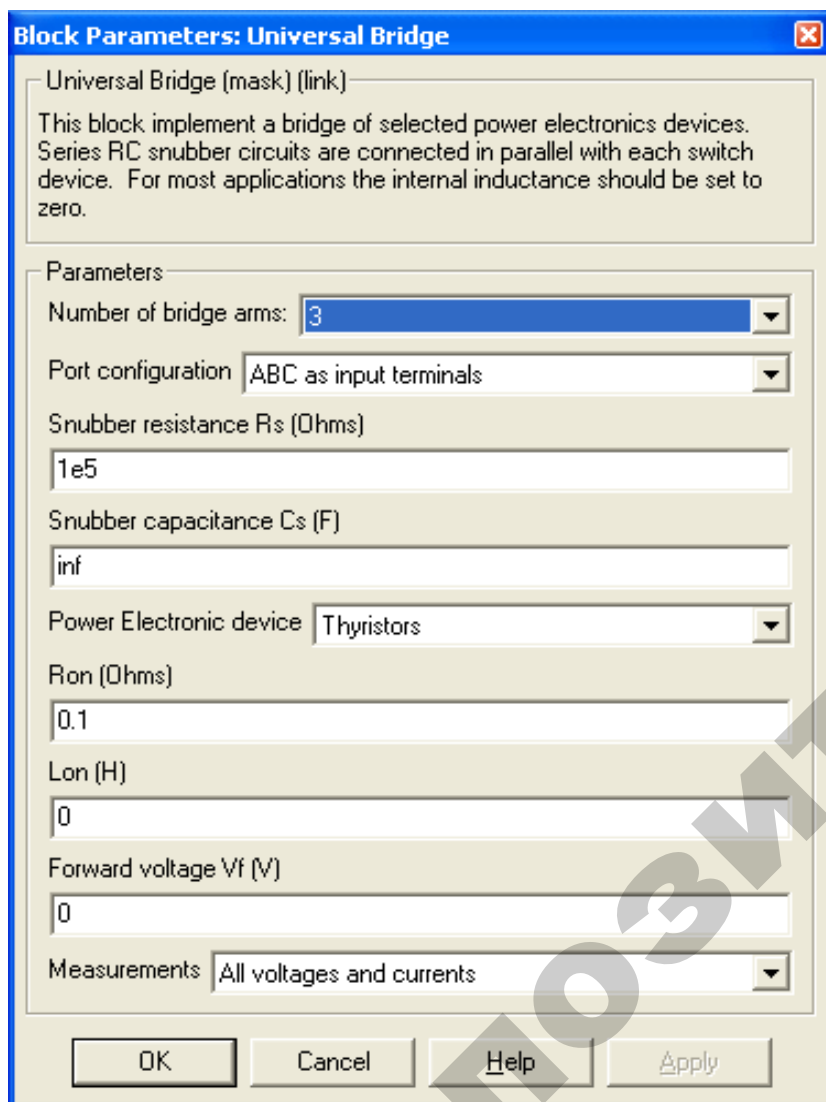 Block Parameters: Universal Bridge
Universal Bridge (mask) (link)
This block implement a bridge of selected power electronics devices.
Series RC snubber circuits are connected in parallel with each switch
device. For most applications the internal inductance should be set to
zero.
Parameters
Number of bridge arms: 3
Port configuration ABC as input terminals
Snubber resistance Rs (Ohms)
1e5
Snubber capacitance Cs (F)
inf
Power Electronic device Thyristors
Ron (Ohms)
0.1
Lon (H)
0
Forward voltage Vf (V)
0
Measurements All voltages and currents
OK Cancel Help Apply